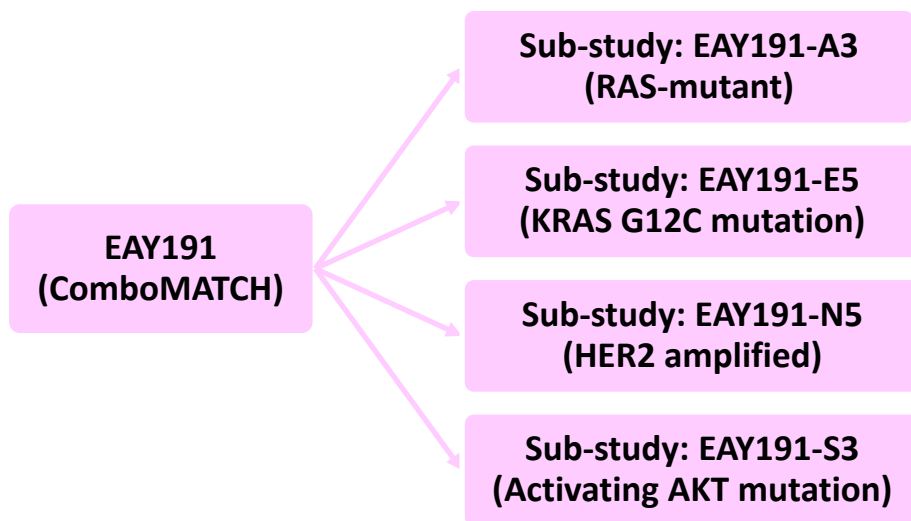 Sub-study: EAY191-A3
(RAS-mutant)
Sub-study: EAY191-E5
(KRAS G12C mutation)
EAY191
(ComboMATCH)
Sub-study: EAY191-N5
(HER2 amplified)
Sub-study: EAY191-S3
(Activating AKT mutation)